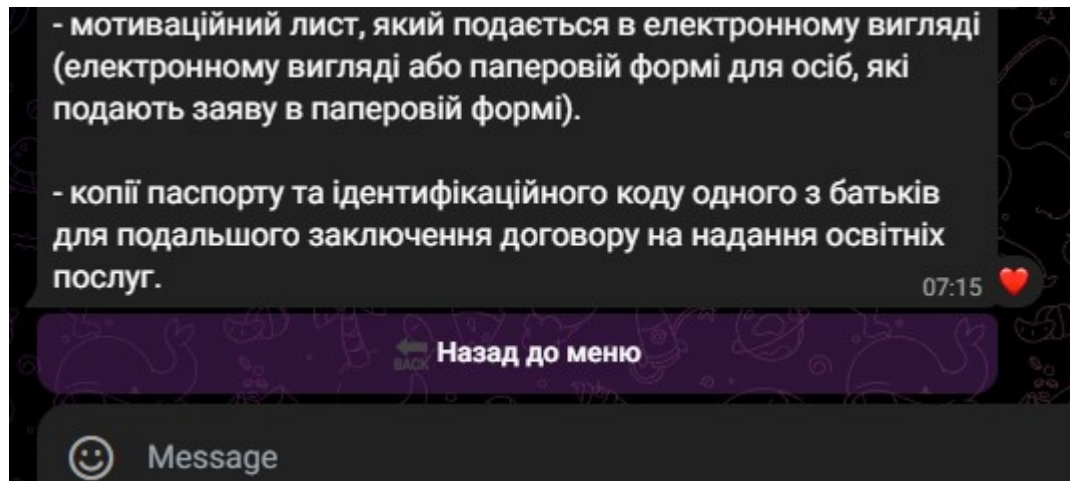 - мотиваційний лист, який подається в електронному вигляді
(електронному вигляді або паперовій формі для осіб, які
подають заяву в паперовій формі).
- копії паспорту та ідентифікаційного коду одного з батьків
для подальшого заключення договору на надання освітніх
послуг.
07:15
BACK Назад до меню
Message